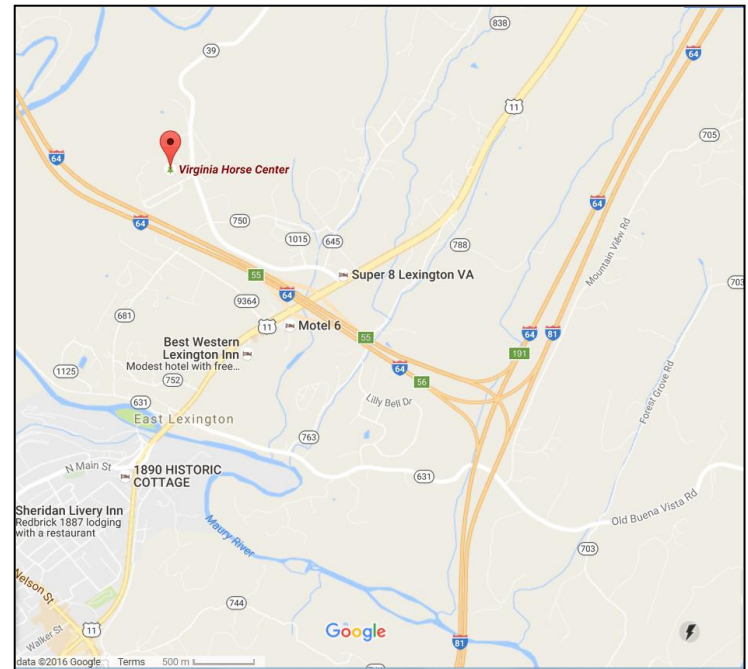 838
39
64
11
705
64
Virginia Horse Center
64
64
750
1015
645
788
Mountain View Rd
703
55
Super 8 Lexington VA
9364
64
681
11
Motel 6
64
81
Best Western
Lexington Inn
Modest hotel with free...
55
191
1125
752
64
56
Forest Grove Rd
631
Lilly Bell Dr
East Lexington
763
N Main St
1890 HISTORIC
COTTAGE
631
Old Buena Vista Rd
Sheridan Livery Inn
Redbrick 1887 lodging
with a restaurant
Maury River
703
Nelson St
744
Walker St
11
Google
81
data ©2016 Google
Terms
500 m